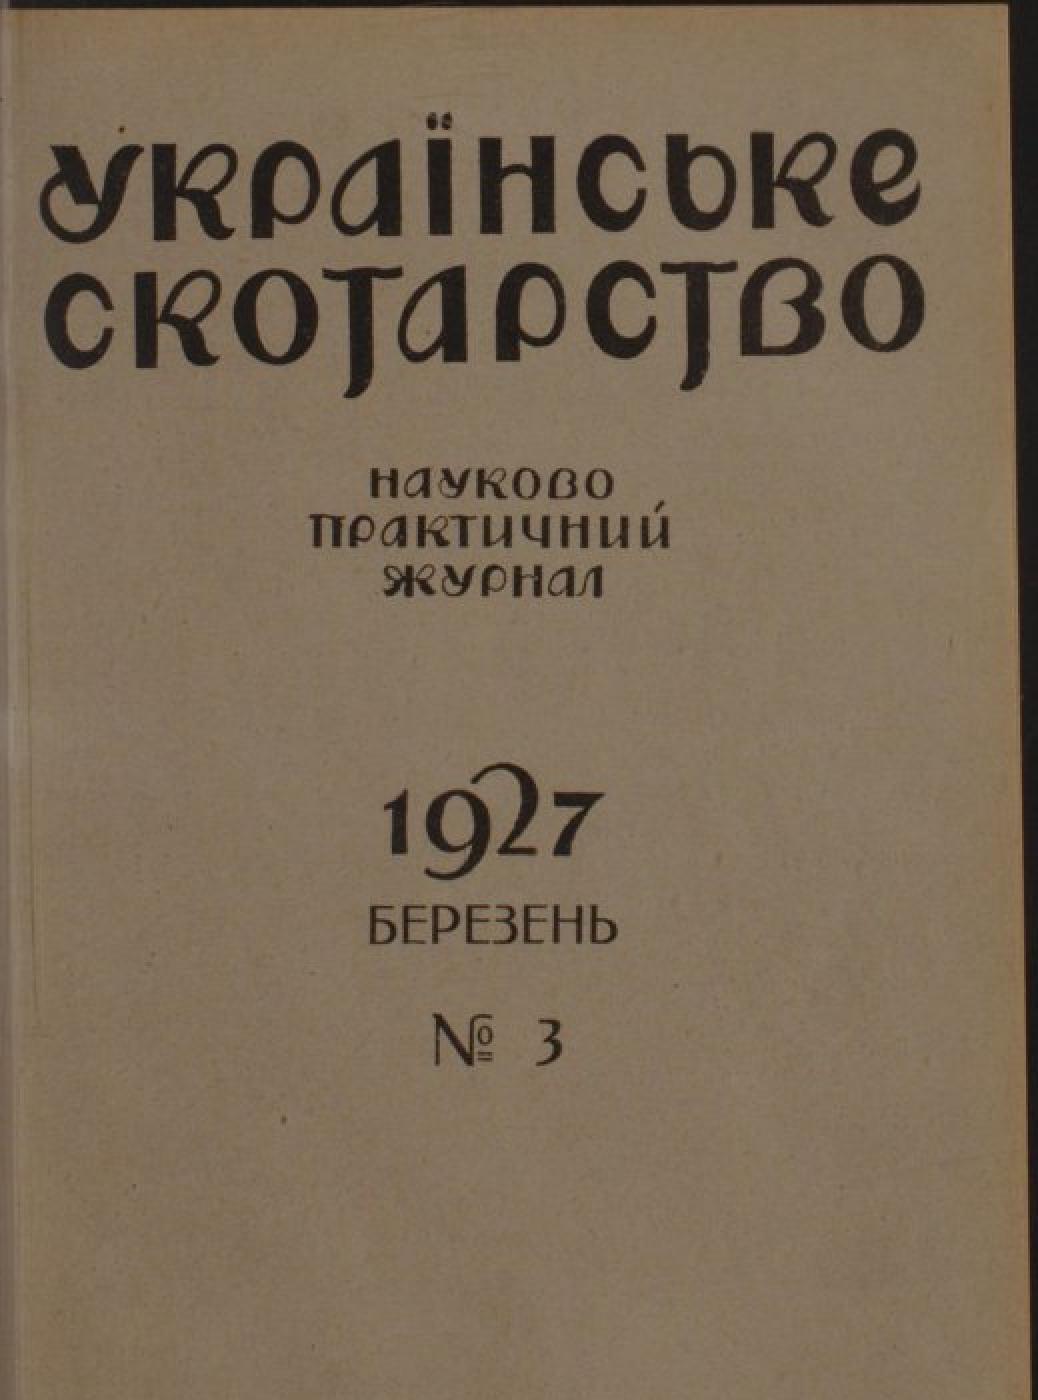 УКРАЇНСЬКЕ
СКОТАРСТВО
НАУКОВО
ПРАКТИЧНИЙ
ЖУРНАЛ
1927
БЕРЕЗЕНЬ
№ 3